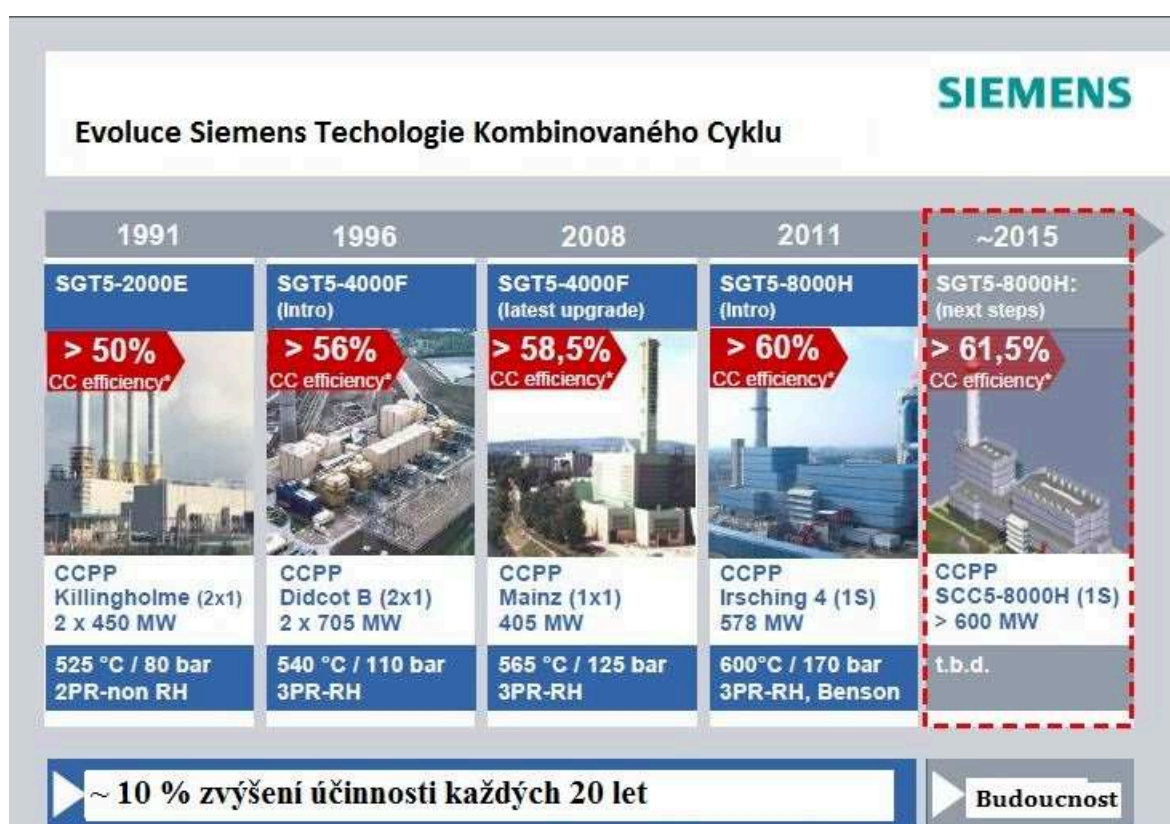 SIEMENS
Evoluce Siemens Techologie Kombinovaného Cyklu
1991
1996
2008
2011
~2015
SGT5-2000E
SGT5-4000F
(Intro)
SGT5-4000F
(latest upgrade)
SGT5-8000H
(Intro)
SGT5-8000H:
(next steps)
> 50%
CC efficiency*
> 56%
CC efficiency*
> 58,5%
CC efficiency*
> 60%
CC efficiency*
> 61,5%
CC efficiency*
CCPP
Killingholme (2x1)
2 x 450 MW
CCPP
Didcot B (2x1)
2 x 705 MW
CCPP
Mainz (1x1)
405 MW
CCPP
Irsching 4 (1S)
578 MW
CCPP
SCC5-8000H (1S)
> 600 MW
525 °C / 80 bar
2PR-non RH
540 °C / 110 bar
3PR-RH
565 °C / 125 bar
3PR-RH
600°C / 170 bar
3PR-RH, Benson
t.b.d.
~ 10 % zvýšení účinnosti každých 20 let
Budoucnost